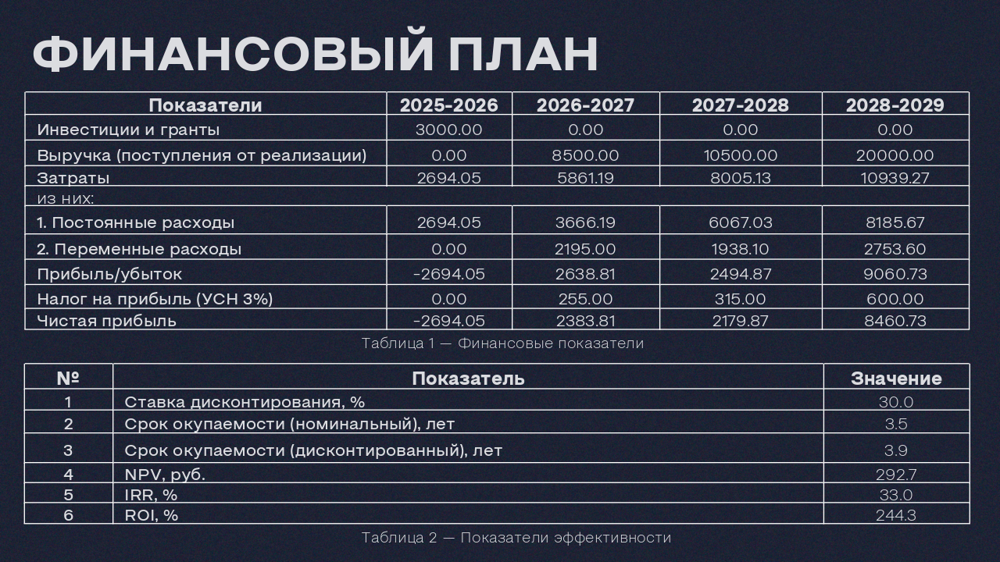 ФИНАНСОВЫЙ ПЛАН
Показатели 2025-2026 2026-2027 2027-2028 2028-2029
Инвестиции и гранты 3000.00 0.00 0.00 0.00
Выручка (поступления от реализации) 0.00 8500.00 10500.00 20000.00
Затраты 2694.05 5861.19 8005.13 10939.27
из них:
1. Постоянные расходы 2694.05 3666.19 6067.03 8185.67
2. Переменные расходы 0.00 2195.00 1938.10 2753.60
Прибыль/убыток -2694.05 2638.81 2494.87 9060.73
Налог на прибыль (УСН 3%) 0.00 255.00 315.00 600.00
Чистая прибыль -2694.05 2383.81 2179.87 8460.73
Таблица 1 — Финансовые показатели
№ Показатель Значение
1 Ставка дисконтирования, % 30.0
2 Срок окупаемости (номинальный), лет 3.5
3 Срок окупаемости (дисконтированный), лет 3.9
4 NPV, руб. 292.7
5 IRR, % 33.0
6 ROI, % 244.3
Таблица 2 — Показатели эффективности